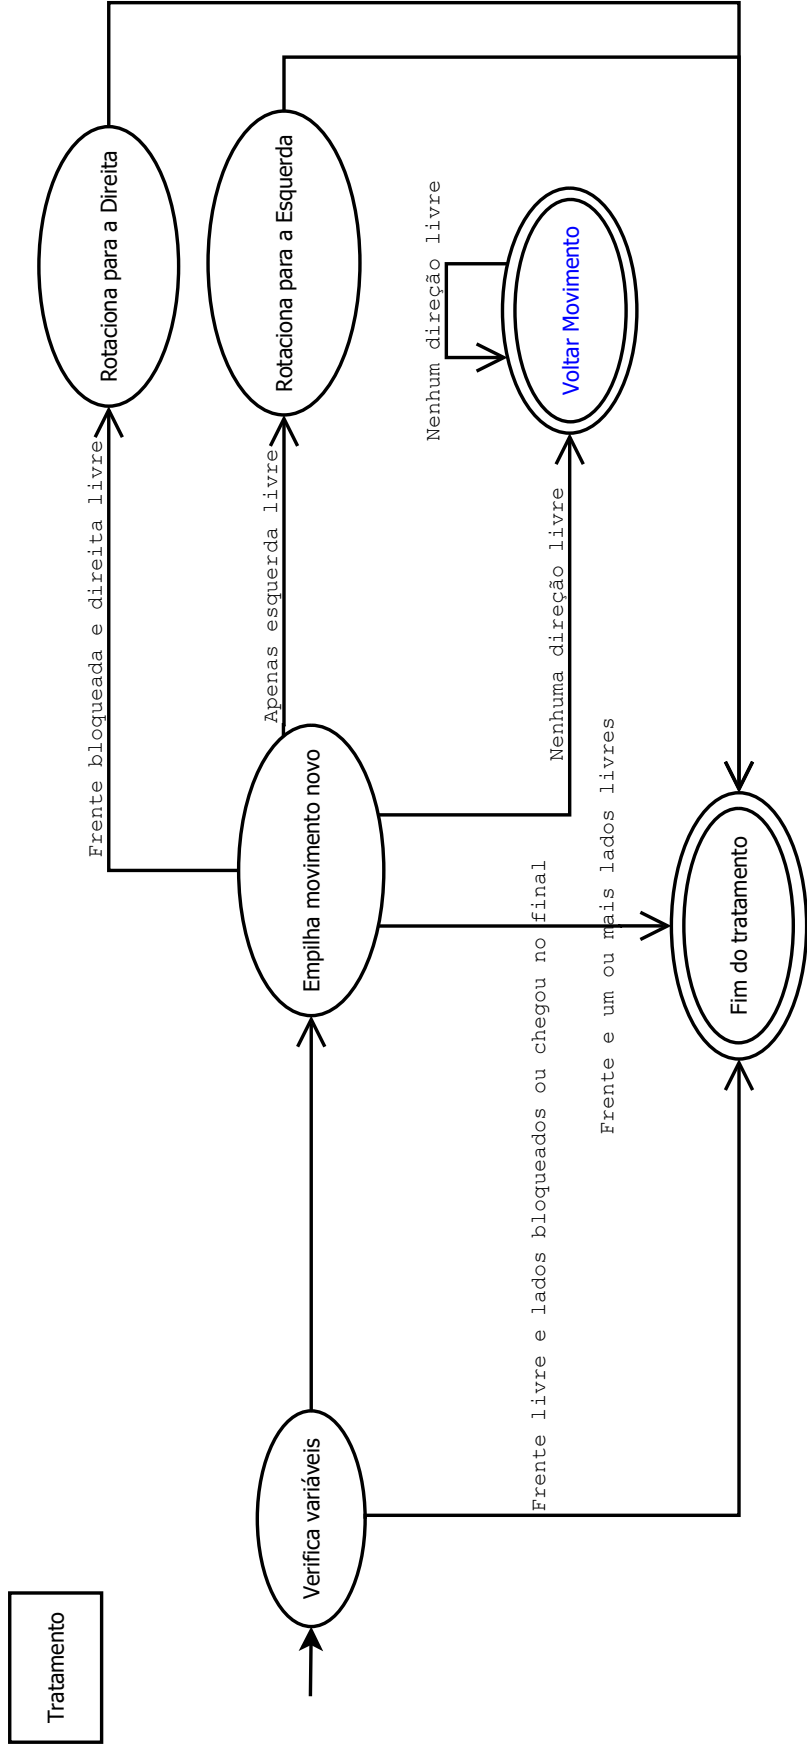 Tratamento
Verifica variáveis
Frente livre e lados bloqueados ou chegou no final
Empilha movimento novo
Frente bloqueada e direita livre
Apenas esquerda livre
Nenhuma direção livre
Frente e um ou mais lados livres
Fim do tratamento
Rotaciona para a Direita
Rotaciona para a Esquerda
Nenhum direção livre
Voltar Movimento